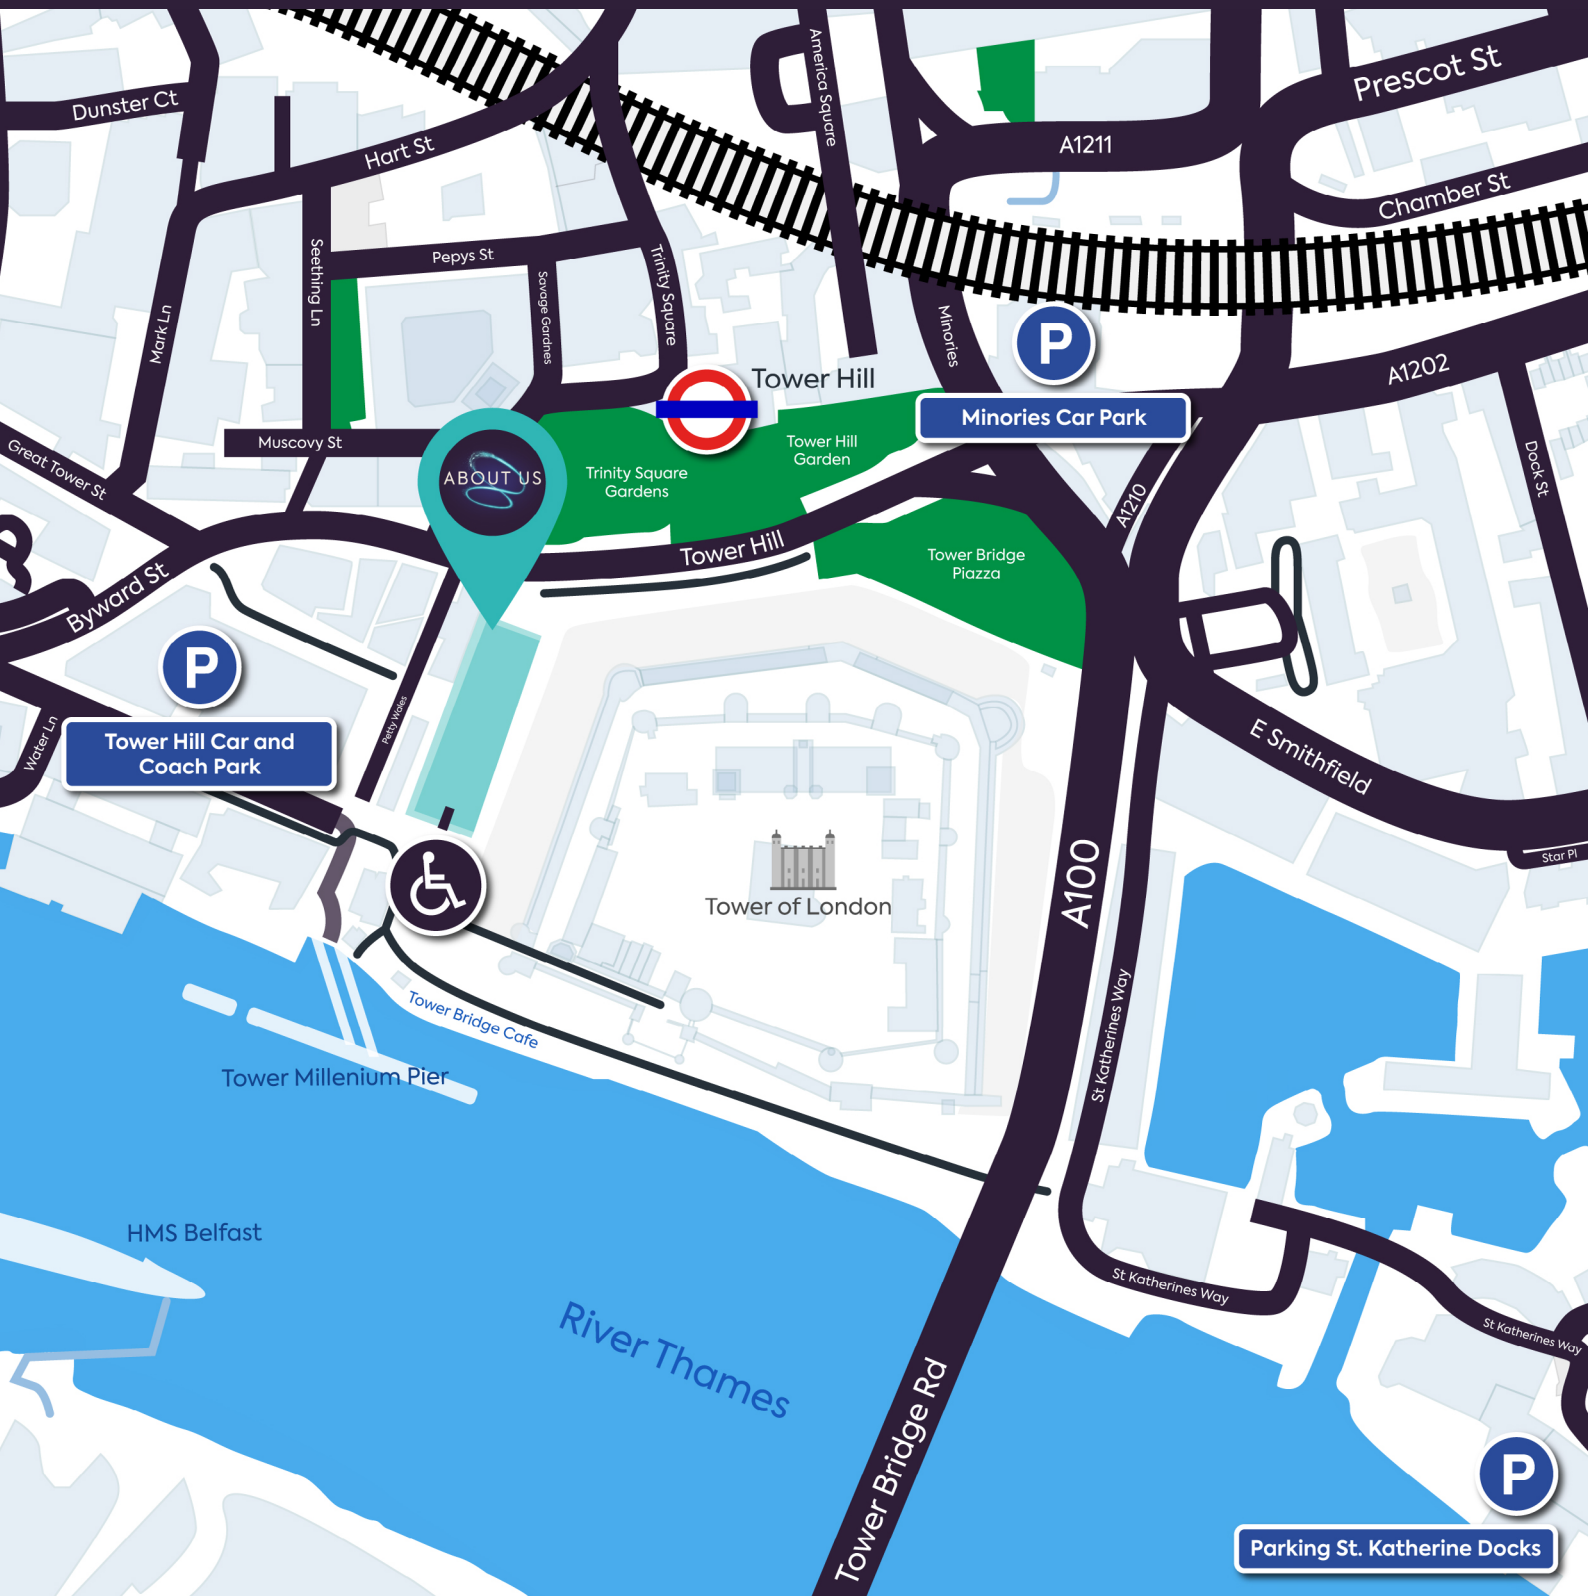 Prescot St
America Square
Dunster Ct
A1211
Hart St
Chamber St
Seething Ln
Pepys St
Trinity Square
Savage Gardnes
Mark Ln
Minories
P
Tower Hill
A1202
Minories Car Park
Muscovy St
Tower Hill
Garden
Great Tower St
ABOUT US
Trinity Square
Gardens
Dock St
A1210
Tower Hill
Tower Bridge
Piazza
Byward St
P
Petty Wales
Water Ln
Tower Hill Car and
Coach Park
E Smithfield
Star Pl
A100
Tower of London
Tower Bridge Cafe
St Katherines Way
Tower Millenium Pier
HMS Belfast
St Katherines Way
St Katherines Way
River Thames
Tower Bridge Rd
P
Parking St. Katherine Docks